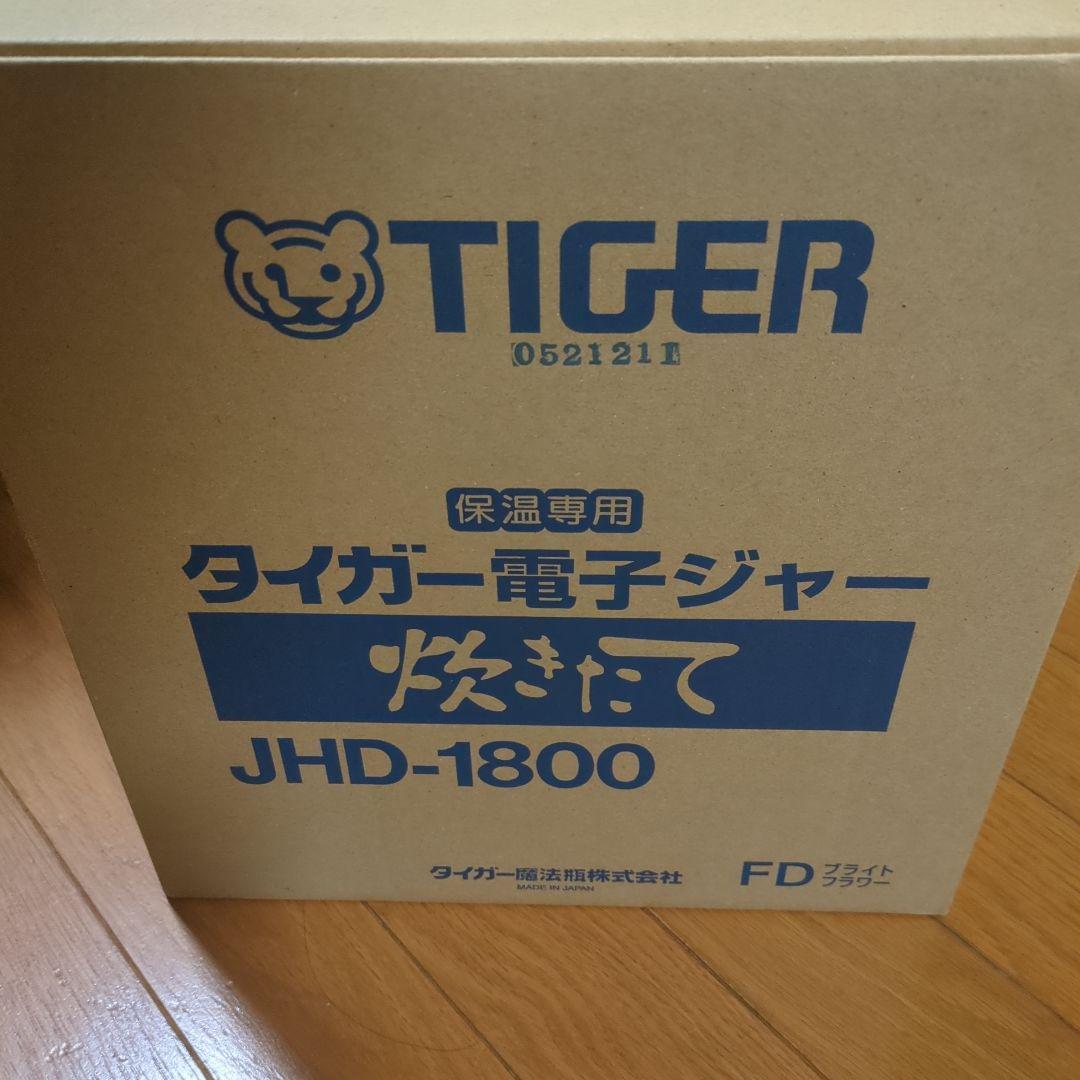 TIGER
0521211
保温専用
タイガー電子ジャー
炊きたて
JHD-1800
タイガー魔法瓶株式会社
MADE IN JAPAN
FD ブライト
フラワー